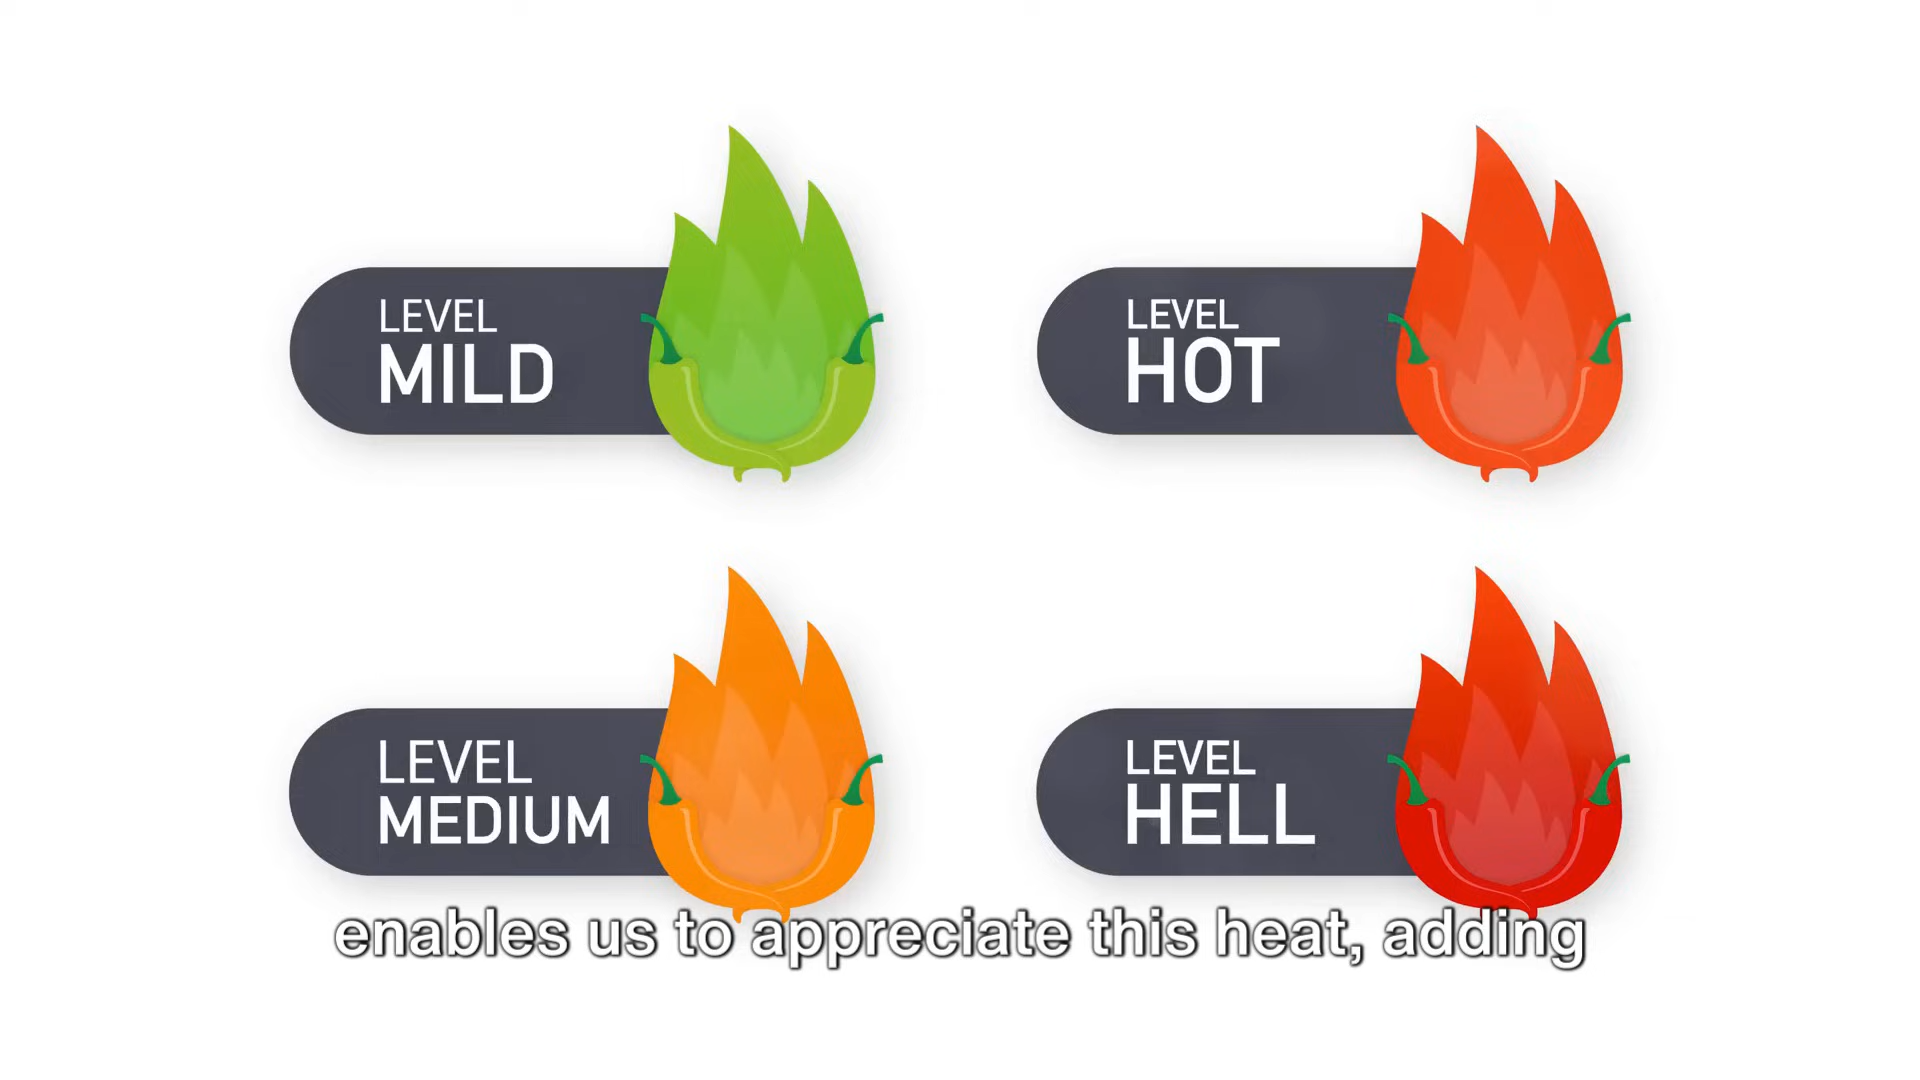 LEVEL
MILD
LEVEL
HOT
LEVEL
MEDIUM
LEVEL
HELL
enables us to appreciate this heat, adding